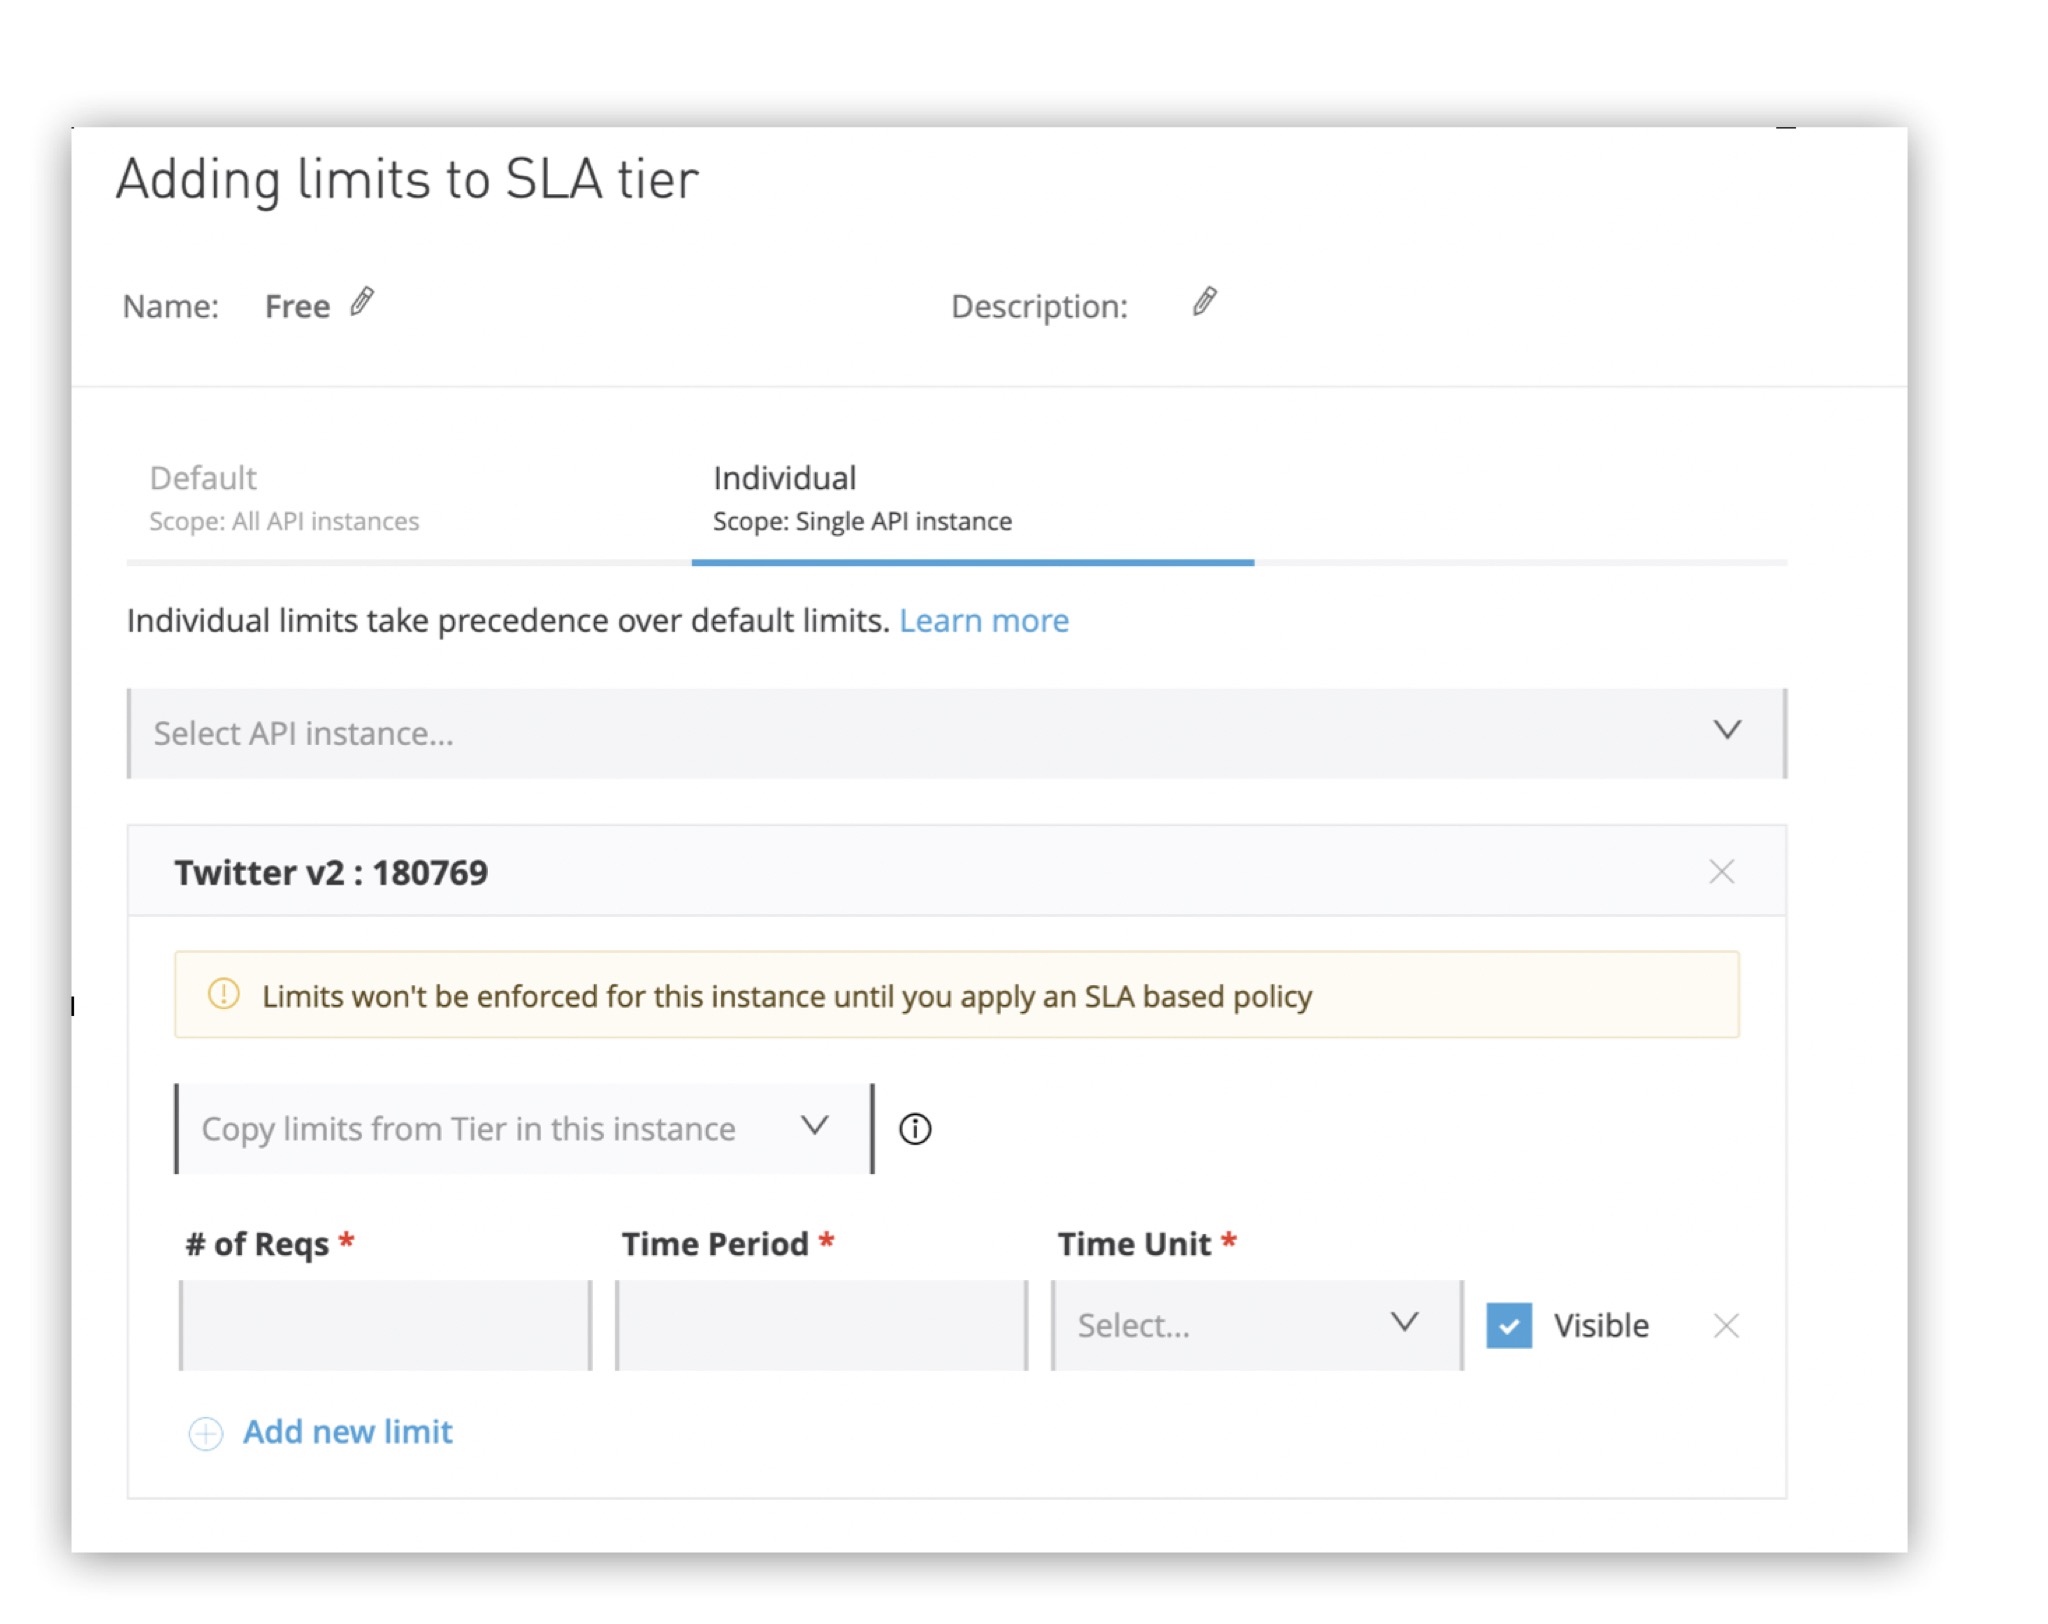 Adding limits to SLA tier
Name: Free
Description:
Default
Scope: All API instances
Individual
Scope: Single API instance
Individual limits take precedence over default limits. Learn more
Select API instance...
Twitter v2 : 180769
Limits won't be enforced for this instance until you apply an SLA based policy
Copy limits from Tier in this instance
# of Reqs *
Time Period *
Time Unit *
Select...
Visible
Add new limit